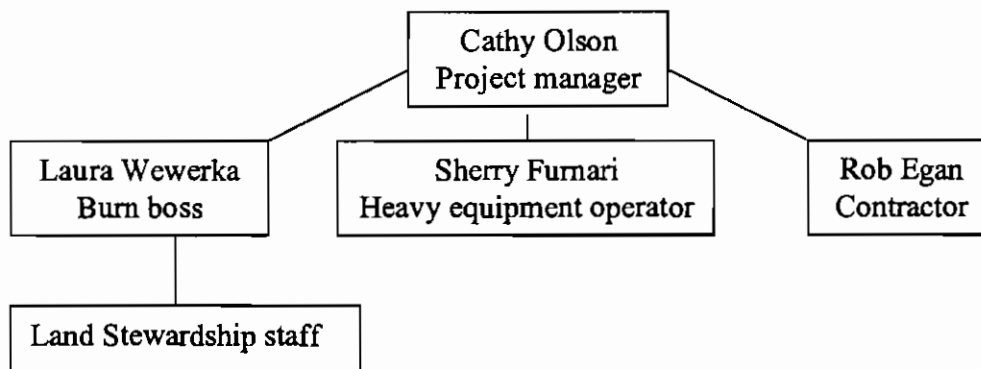 Cathy Olson
Project manager
Laura Wewerka
Burn boss
Sherry Furnari
Heavy equipment operator
Rob Egan
Contractor
Land Stewardship staff